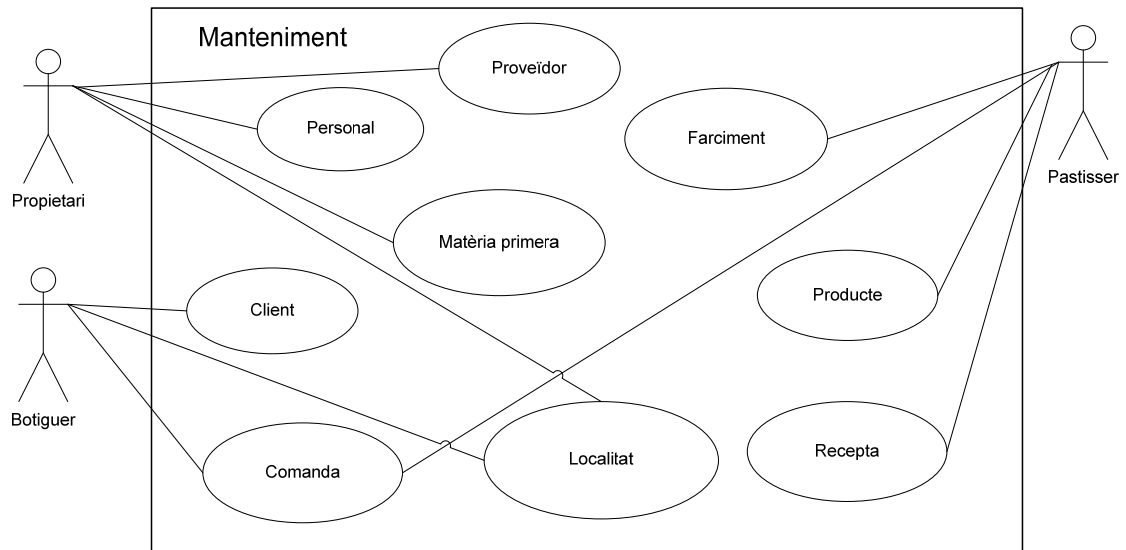 Manteniment
Proveïdor
Personal
Farciment
Propietari
Pastisser
Matèria primera
Client
Producte
Botiguer
Comanda
Localitat
Recepta